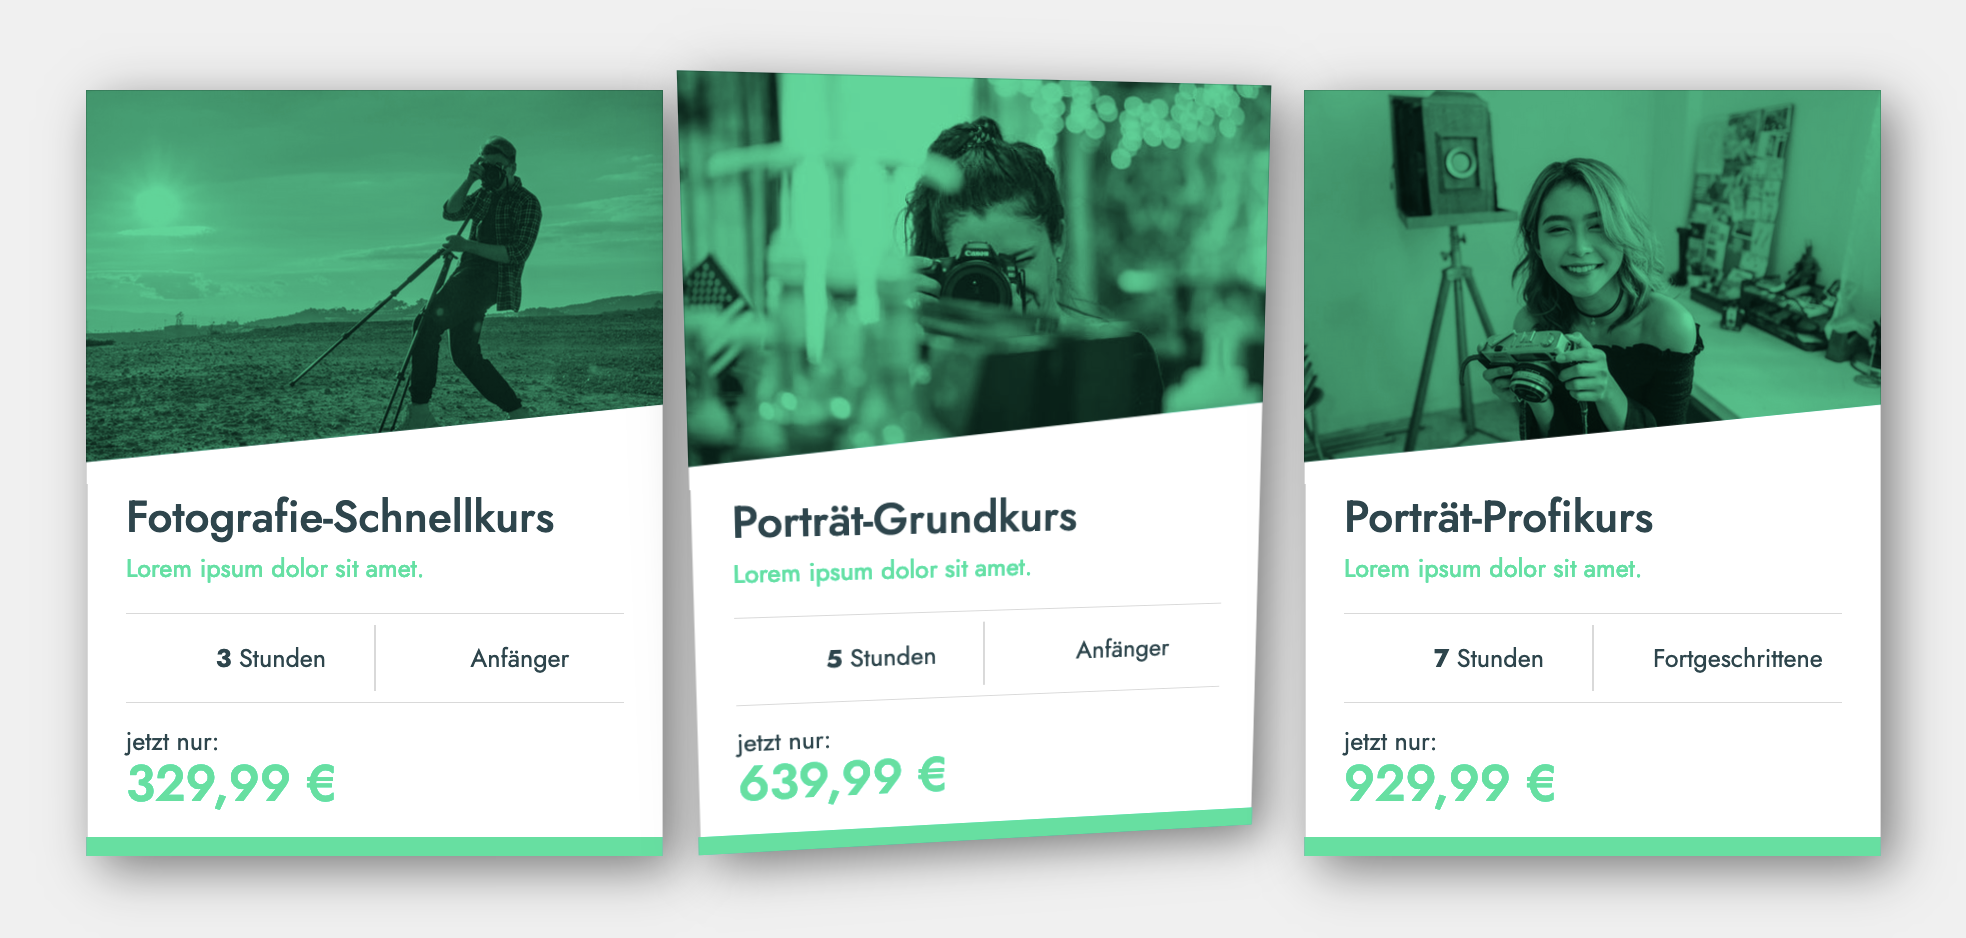 Fotografie-Schnellkurs
Lorem ipsum dolor sit amet.
3 Stunden
Anfänger
jetzt nur:
329,99 €
Canon
Porträt-Grundkurs
Lorem ipsum dolor sit amet.
5 Stunden
Anfänger
jetzt nur:
639,99 €
Porträt-Profikurs
Lorem ipsum dolor sit amet.
7 Stunden
Fortgeschrittene
jetzt nur:
929,99 €